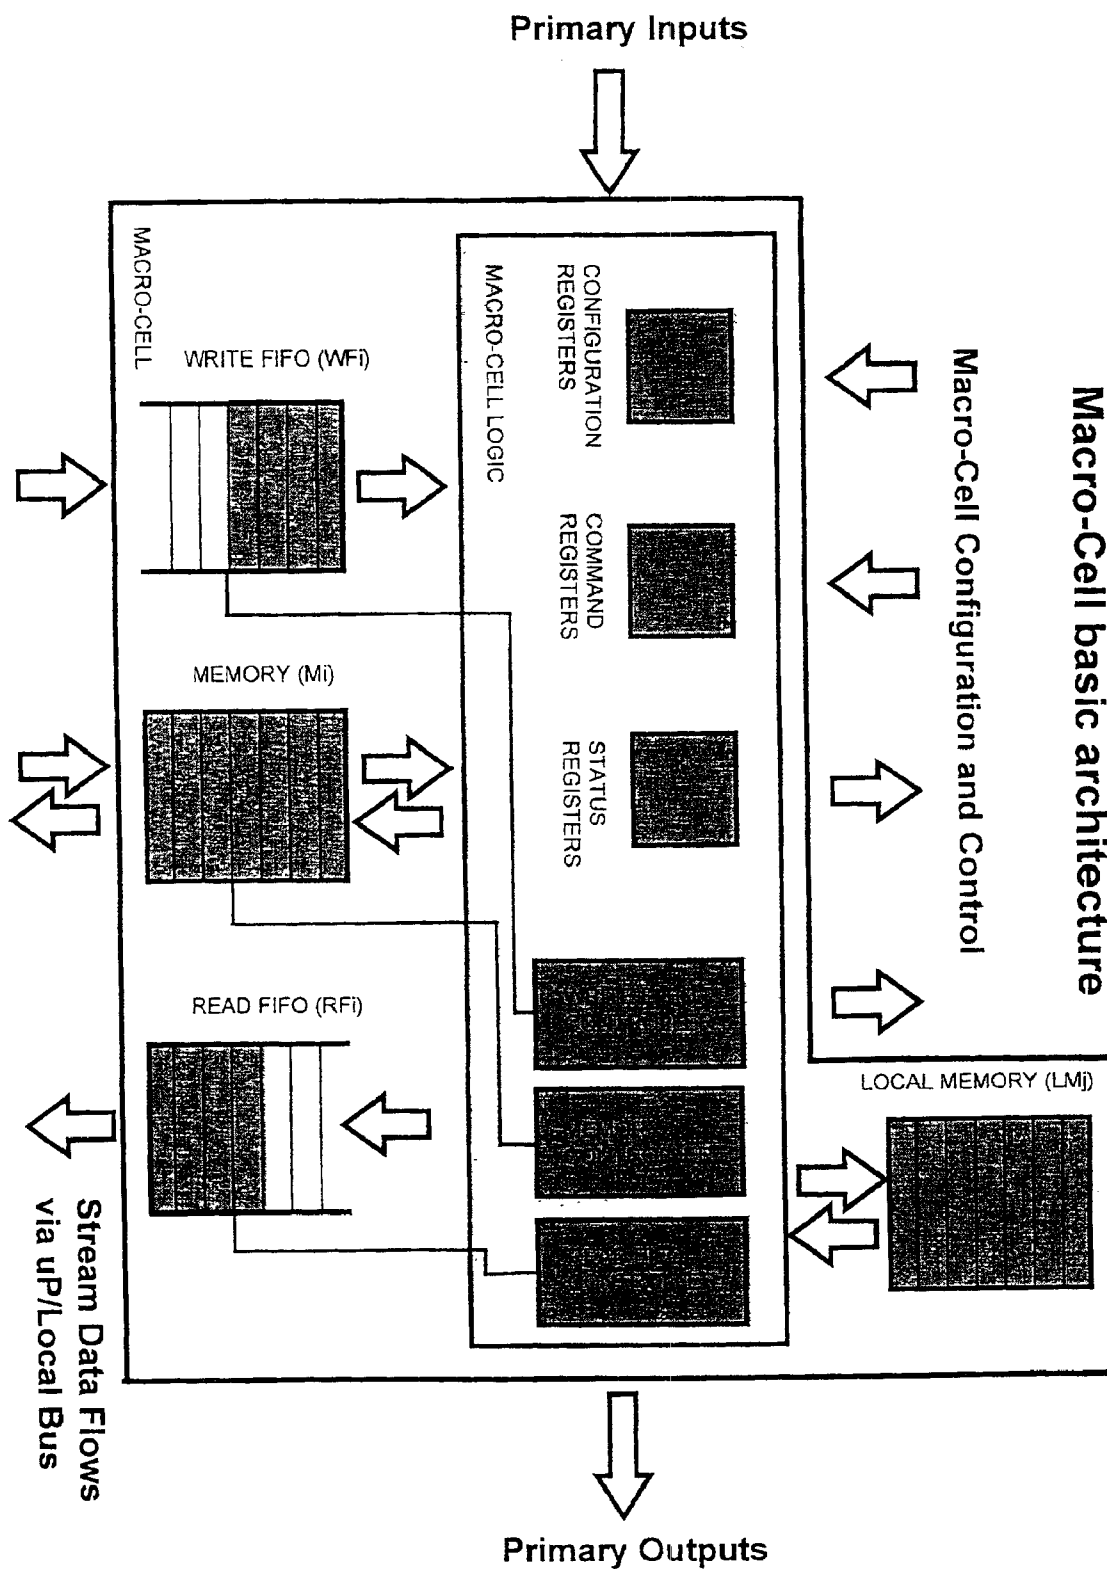 Primary Inputs
Macro-Cell basic architecture
Macro-Cell Configuration and Control
MACRO-CELL
MACRO-CELL LOGIC
CONFIGURATION
REGISTERS
COMMAND
REGISTERS
STATUS
REGISTERS
WRITE FIFO (WFi)
MEMORY (Mi)
READ FIFO (RFi)
LOCAL MEMORY (LMj)
Stream Data Flows
via uP/Local Bus
Primary Outputs